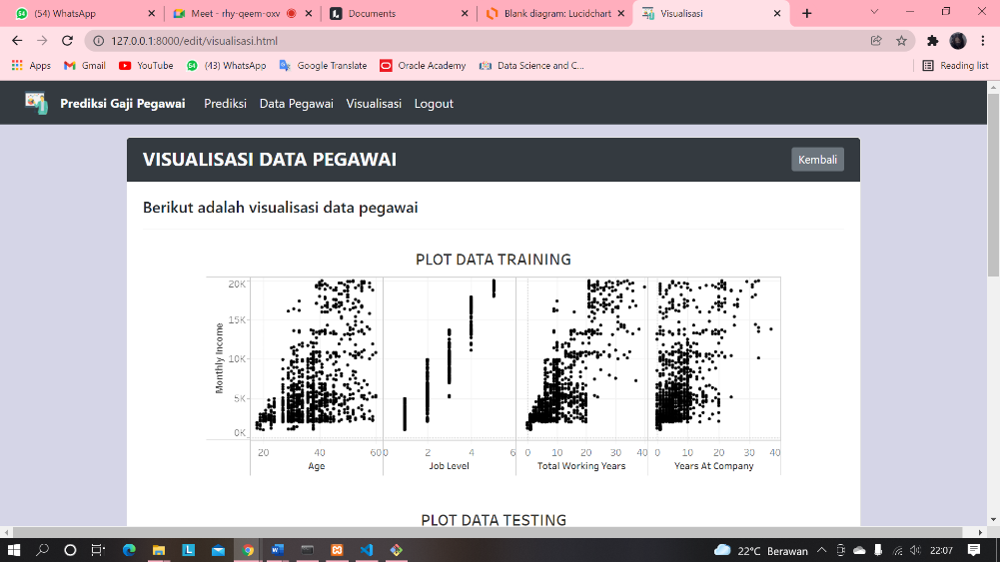 (54) WhatsApp
Meet - rhy-qeem-oxv
Documents
Blank diagram: Lucidchart
Visualisasi
127.0.0.1:8000/edit/visualisasi.html
Apps
Gmail
YouTube
(43) WhatsApp
Google Translate
Oracle Academy
Data Science and C...
Reading list
Prediksi Gaji Pegawai
Prediksi
Data Pegawai
Visualisasi
Logout
VISUALISASI DATA PEGAWAI
Kembali
Berikut adalah visualisasi data pegawai
PLOT DATA TRAINING
Monthly Income
20K
15K
10K
5K
0K
20 40 60
0 2 4 6
0 10 20 30 40
0 10 20 30 40
Age
Job Level
Total Working Years
Years At Company
PLOT DATA TESTING
22°C Berawan
22:07